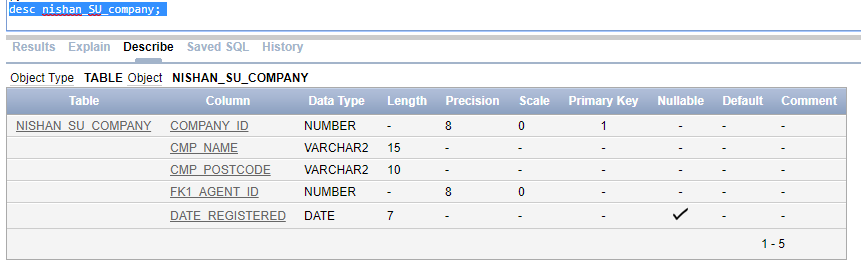 desc nishan_SU_company;
Results Explain Describe Saved SQL History
Object Type TABLE Object NISHAN_SU_COMPANY
Table Column Data Type Length Precision Scale Primary Key Nullable Default Comment
NISHAN_SU_COMPANY COMPANY_ID NUMBER - 8 0 1 - - -
CMP_NAME VARCHAR2 15 - - - - - -
CMP_POSTCODE VARCHAR2 10 - - - - - -
FK1_AGENT_ID NUMBER - 8 0 - - - -
DATE_REGISTERED DATE 7 - - - ✓ - -
1 - 5